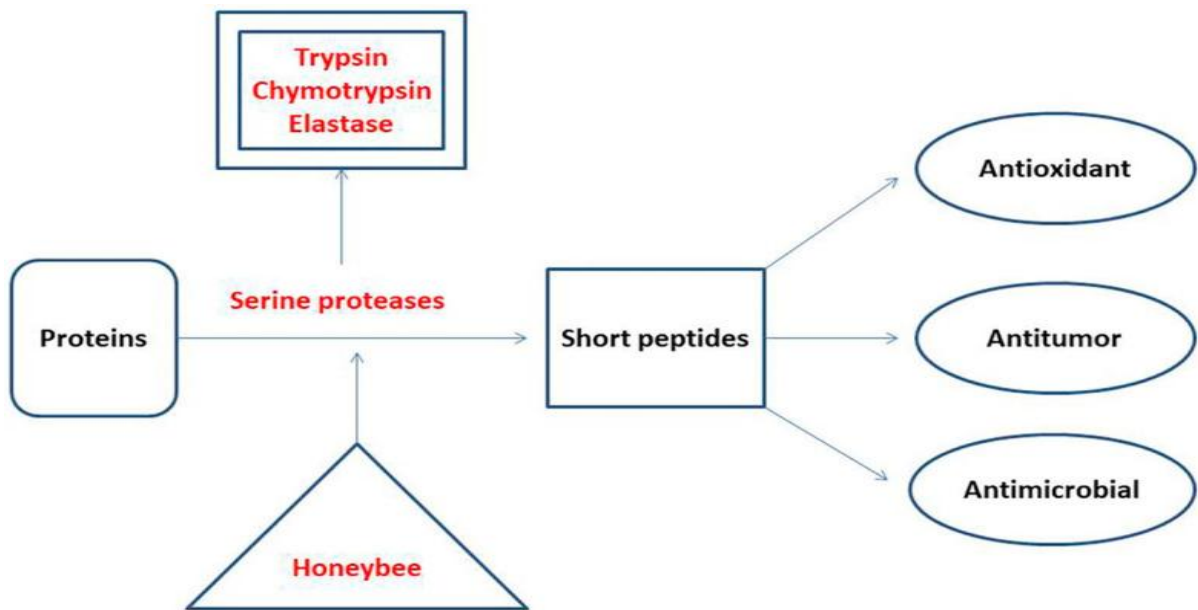 Trypsin
Chymotrypsin
Elastase
Antioxidant
Serine proteases
Proteins
Short peptides
Antitumor
Antimicrobial
Honeybee